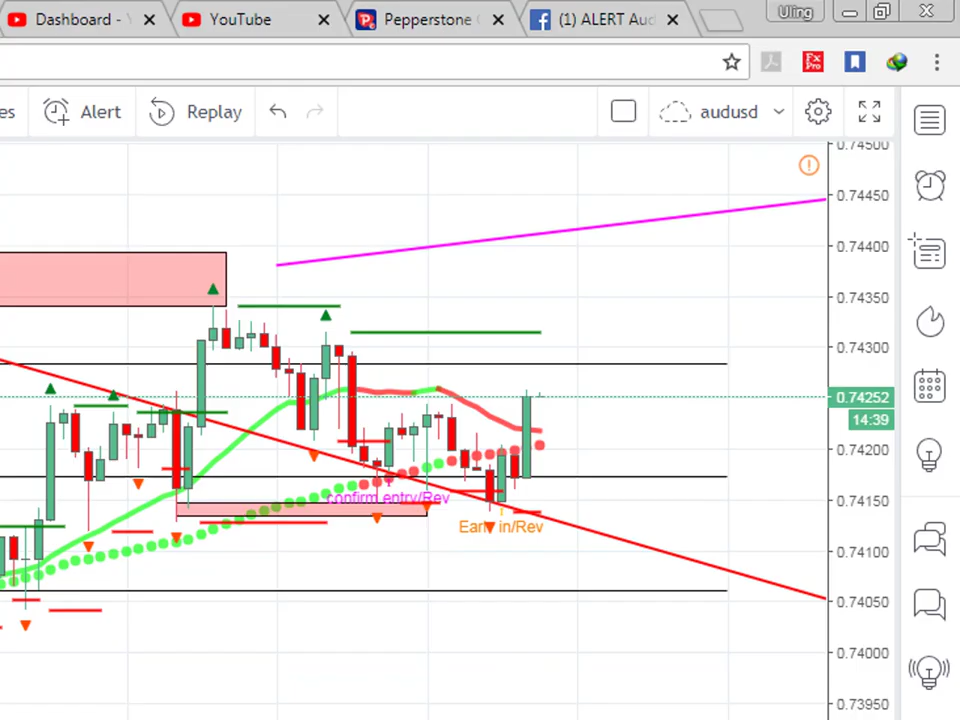 Dashboard -
YouTube
Pepperstone
(1) ALERT Aud
Uling
es
Alert
Replay
audusd
0.74500
0.74450
0.74400
0.74350
0.74300
0.74252
14:39
0.74200
0.74150
0.74100
0.74050
0.74000
0.73950
confirm entry/Rev
in/Rev